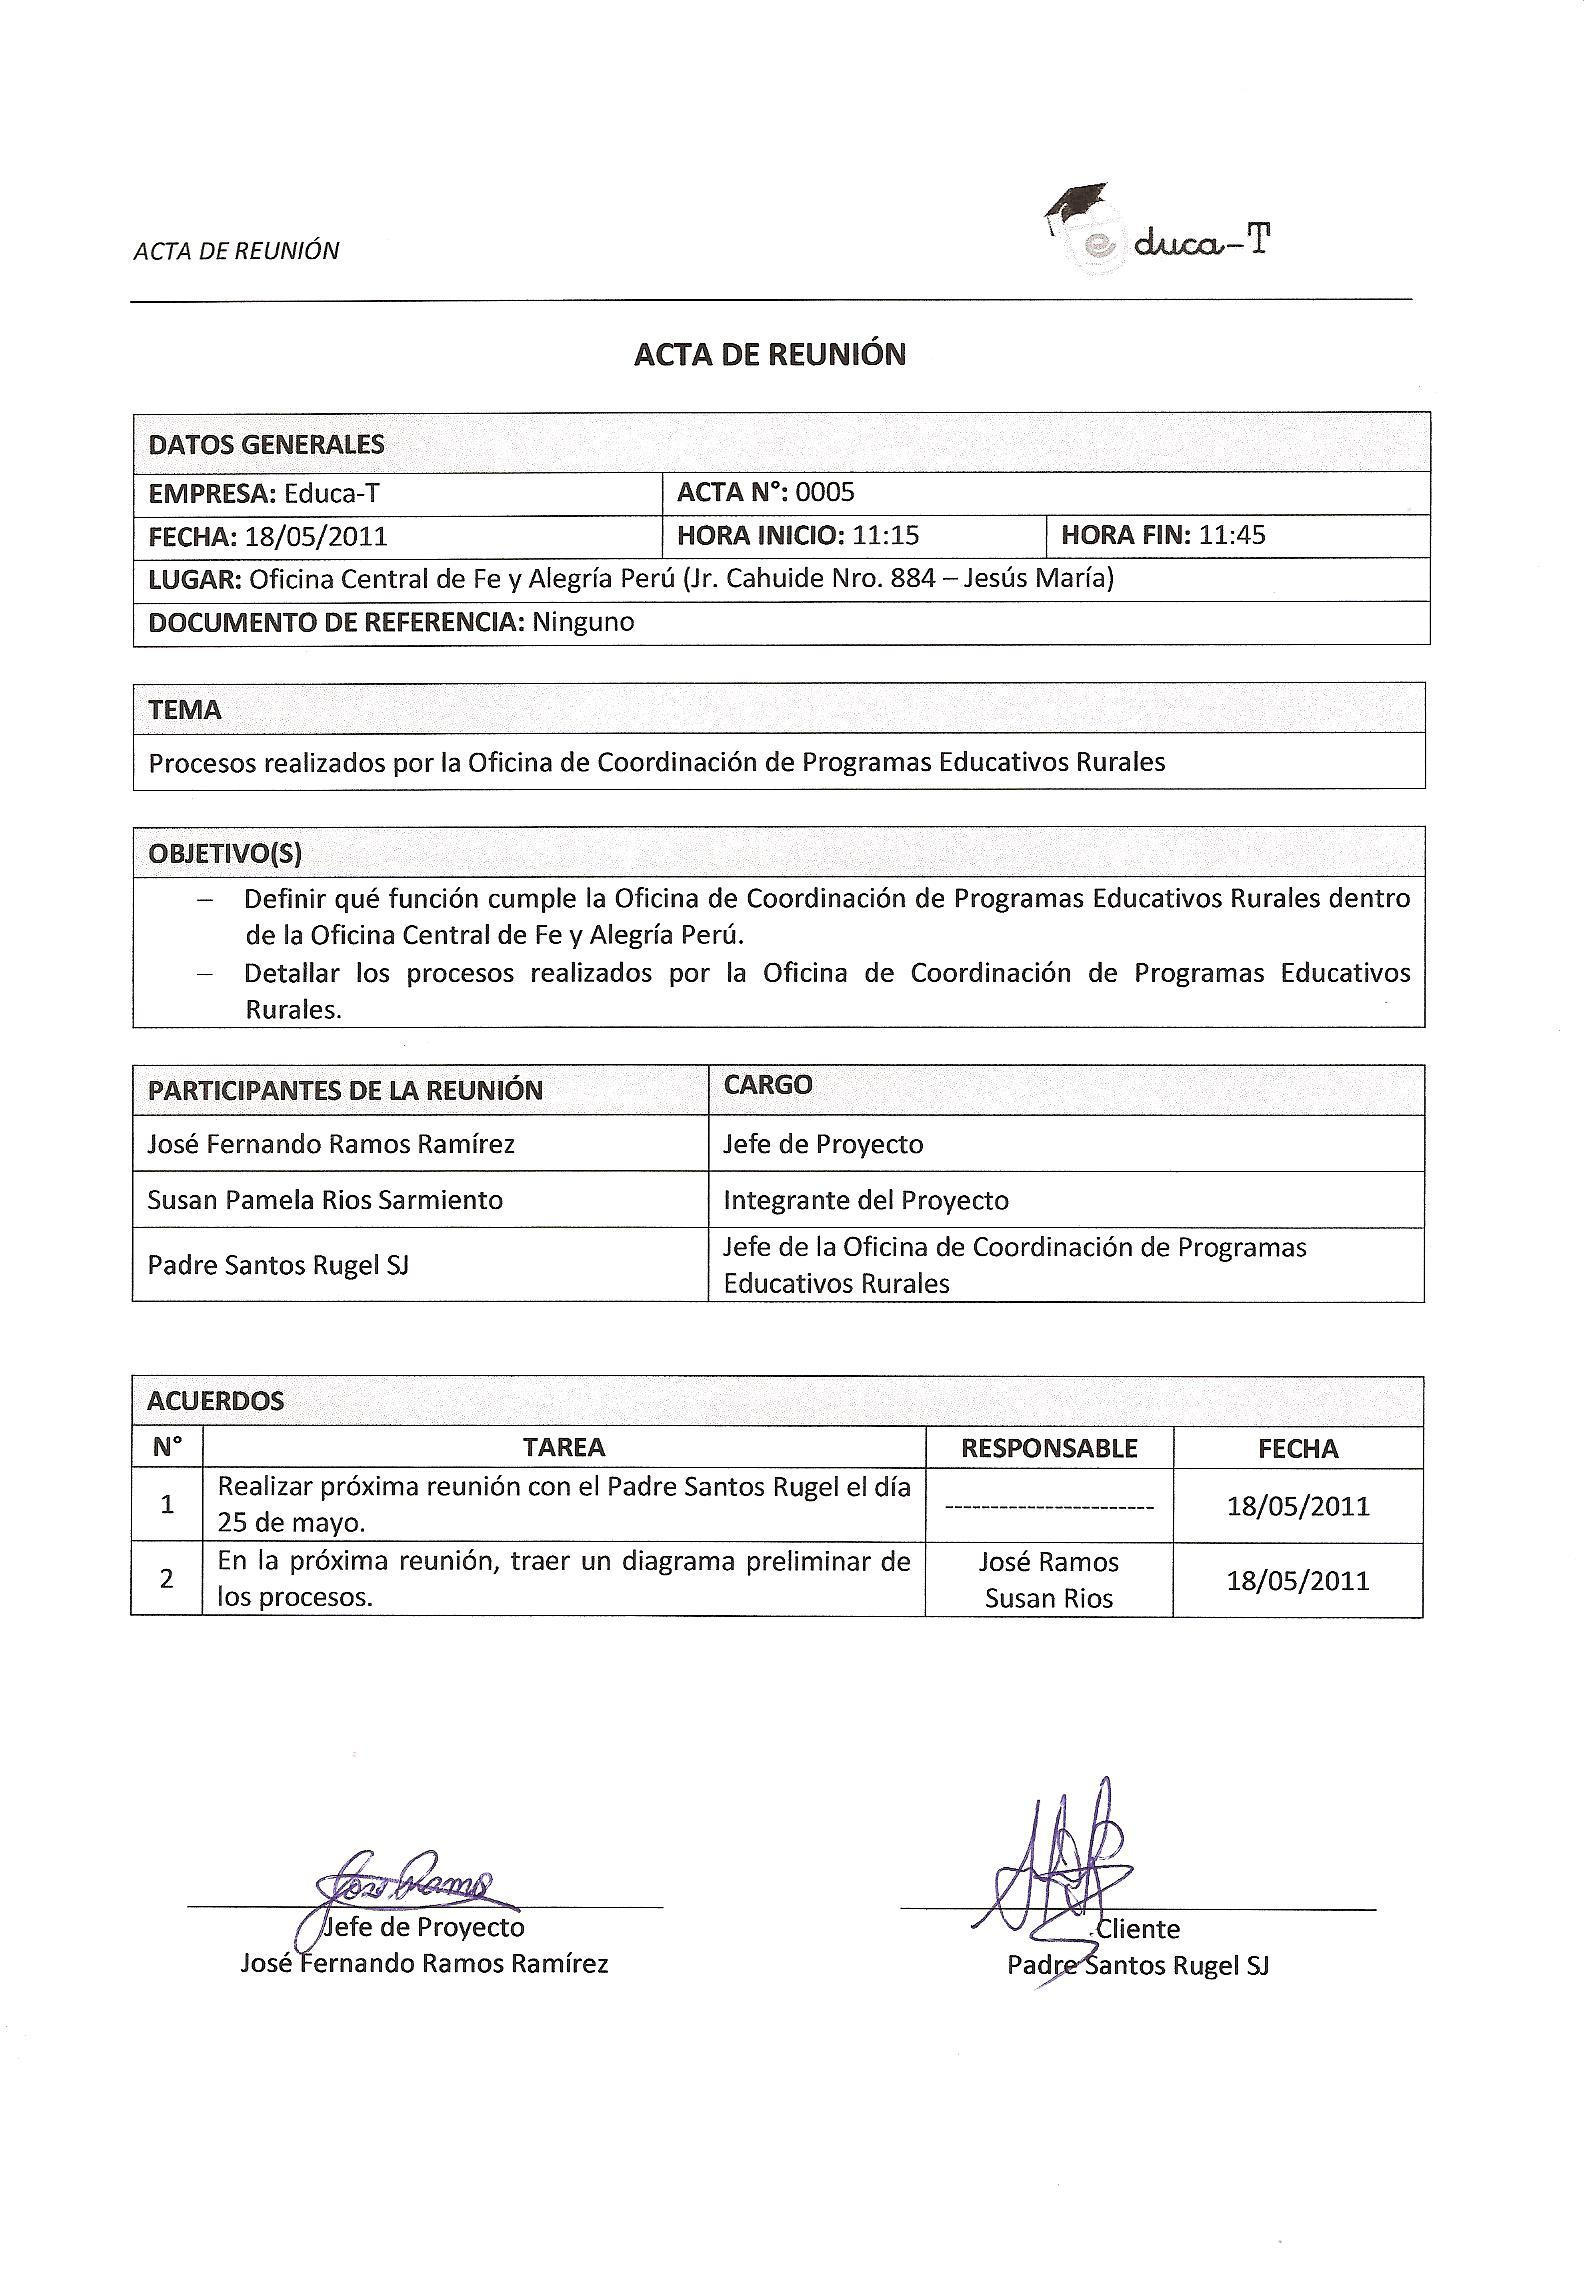 ACTA DE REUNIÓN
educa-T
ACTA DE REUNIÓN
DATOS GENERALES
EMPRESA: Educa-T ACTA N°: 0005
FECHA: 18/05/2011 HORA INICIO: 11:15 HORA FIN: 11:45
LUGAR: Oficina Central de Fe y Alegría Perú (Jr. Cahuide Nro. 884 – Jesús María)
DOCUMENTO DE REFERENCIA: Ninguno
TEMA
Procesos realizados por la Oficina de Coordinación de Programas Educativos Rurales
OBJETIVO(S)
– Definir qué función cumple la Oficina de Coordinación de Programas Educativos Rurales dentro
de la Oficina Central de Fe y Alegría Perú.
– Detallar los procesos realizados por la Oficina de Coordinación de Programas Educativos
Rurales.
PARTICIPANTES DE LA REUNIÓN CARGO
José Fernando Ramos Ramírez Jefe de Proyecto
Susan Pamela Rios Sarmiento Integrante del Proyecto
Padre Santos Rugel SJ Jefe de la Oficina de Coordinación de Programas
Educativos Rurales
ACUERDOS
N° TAREA RESPONSABLE FECHA
1 Realizar próxima reunión con el Padre Santos Rugel el día
25 de mayo.
----------------------- 18/05/2011
2 En la próxima reunión, traer un diagrama preliminar de
los procesos.
José Ramos
Susan Rios
18/05/2011
José Ramos
Jefe de Proyecto
José Fernando Ramos Ramírez
Cliente
Padre Santos Rugel SJ